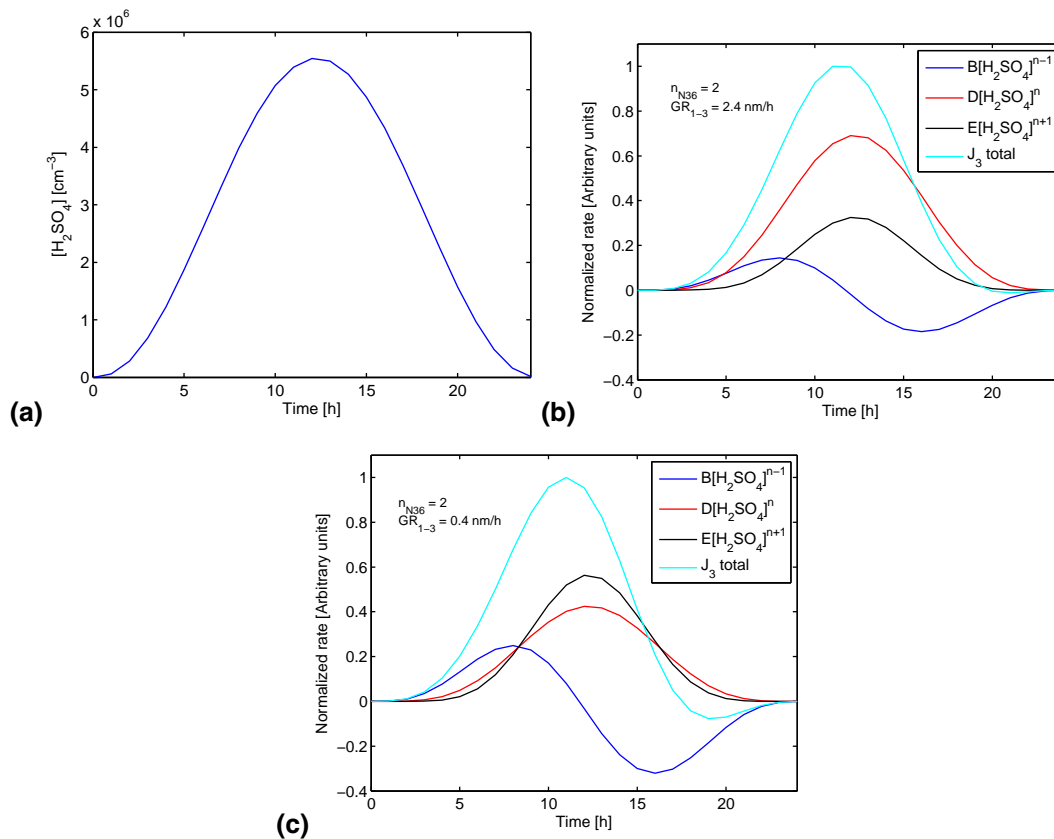 (a)
x 10^6
6
5
4
3
2
1
0
[H2SO4] [cm−3]
0 5 10 15 20
Time [h]
(b)
nN36 = 2
GR1−3 = 2.4 nm/h
B[H2SO4]^n−1
D[H2SO4]^n
E[H2SO4]^n+1
J3 total
1
0.8
0.6
0.4
0.2
0
−0.2
−0.4
Normalized rate [Arbitrary units]
0 5 10 15 20
Time [h]
(c)
nN36 = 2
GR1−3 = 0.4 nm/h
B[H2SO4]^n−1
D[H2SO4]^n
E[H2SO4]^n+1
J3 total
1
0.8
0.6
0.4
0.2
0
−0.2
−0.4
Normalized rate [Arbitrary units]
0 5 10 15 20
Time [h]